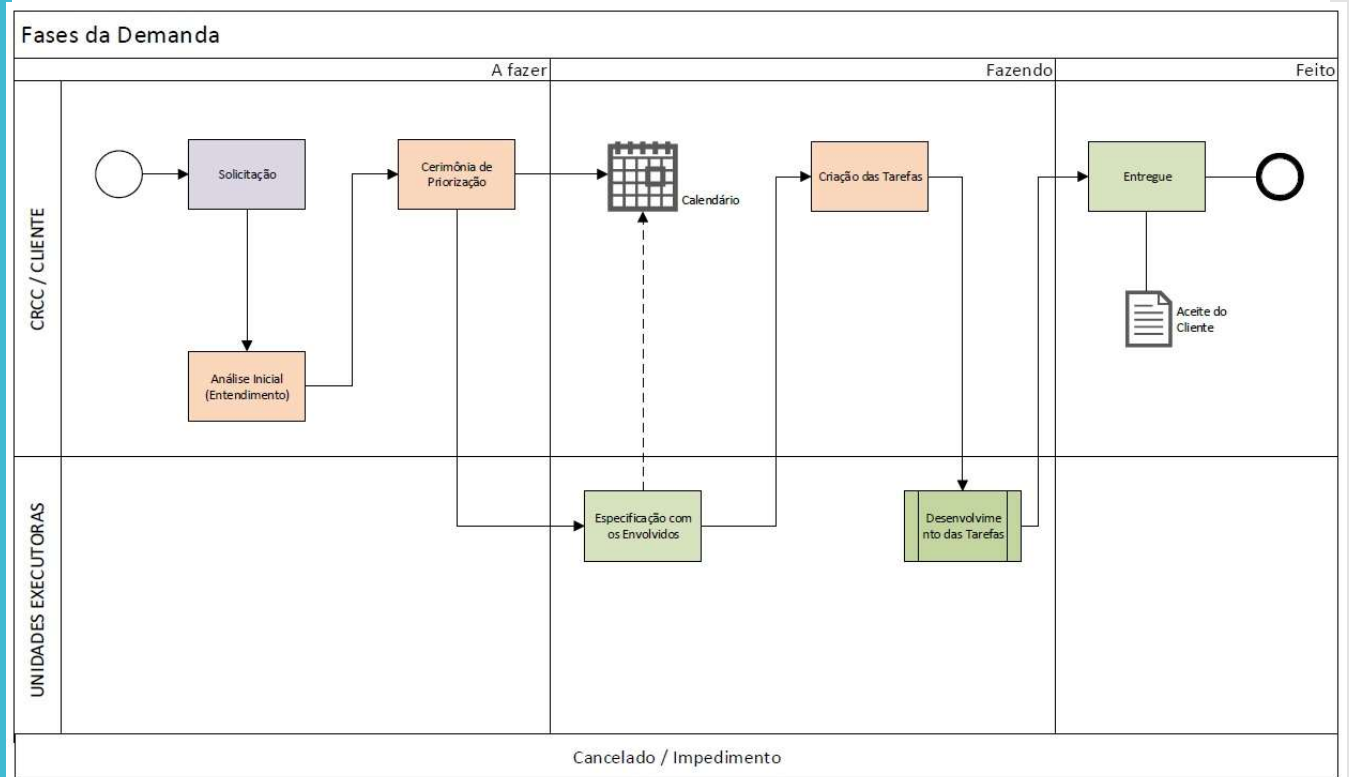 Fases da Demanda
A fazer
Fazendo
Feito
CRCC / CLIENTE
Solicitação
Cerimônia de
Priorização
Calendário
Criação das Tarefas
Entregue
Análise Inicial
(Entendimento)
Aceite do
Cliente
UNIDADES EXECUTORAS
Especificação com
os Envolvidos
Desenvolvime
nto das Tarefas
Cancelado / Impedimento